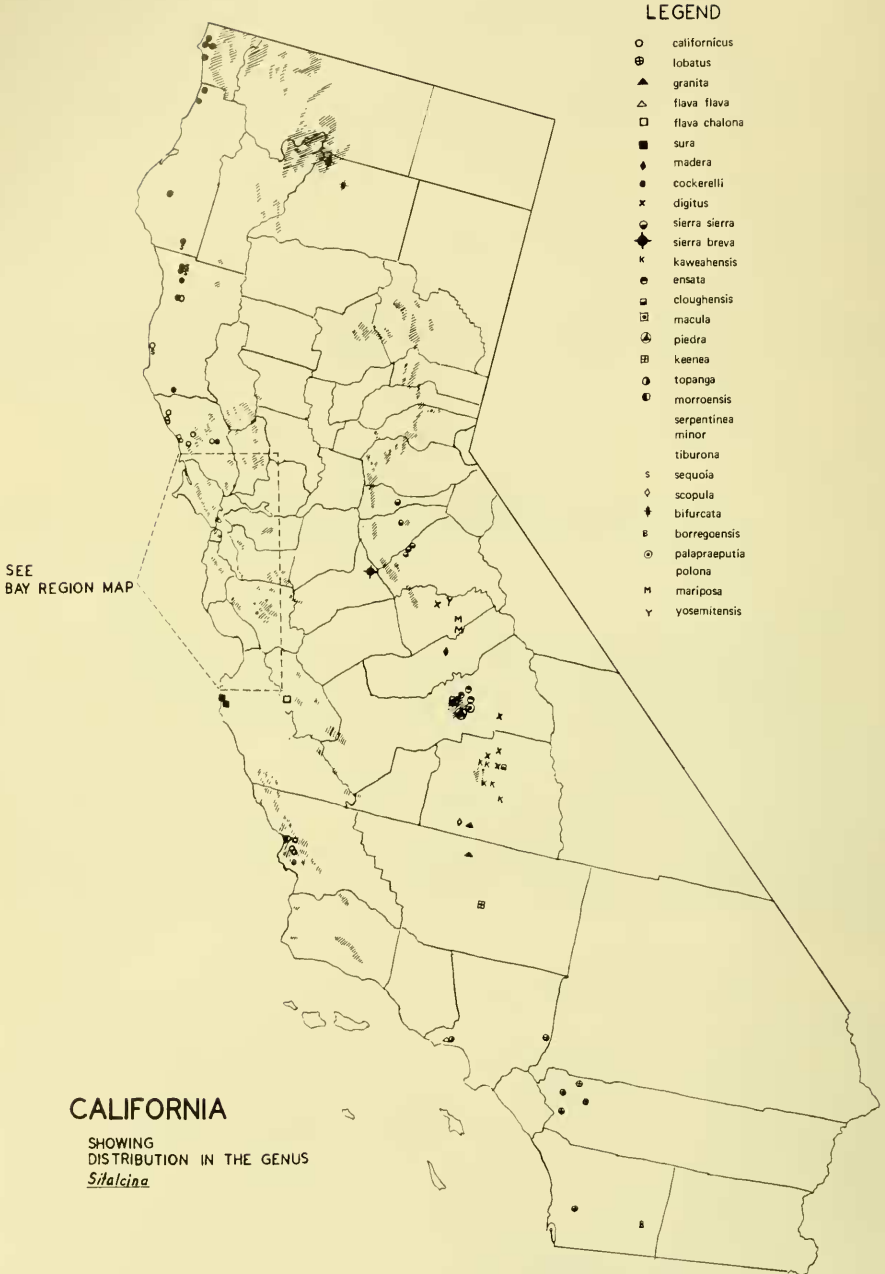 LEGEND
californicus
lobatus
granita
flava flava
flava chalona
sura
madera
cockerelli
digitus
sierra sierra
sierra breva
K kaweahensis
ensata
cloughensis
macula
piedra
keenea
topanga
morroensis
serpentinea
minor
tiburona
S sequoia
scopula
bifurcata
B borregoensis
palapraeputia
polona
M mariposa
Y yosemitensis
SEE
BAY REGION MAP
Y
M
M
K K
K K
K
B
CALIFORNIA
SHOWING
DISTRIBUTION IN THE GENUS
Sitalcina